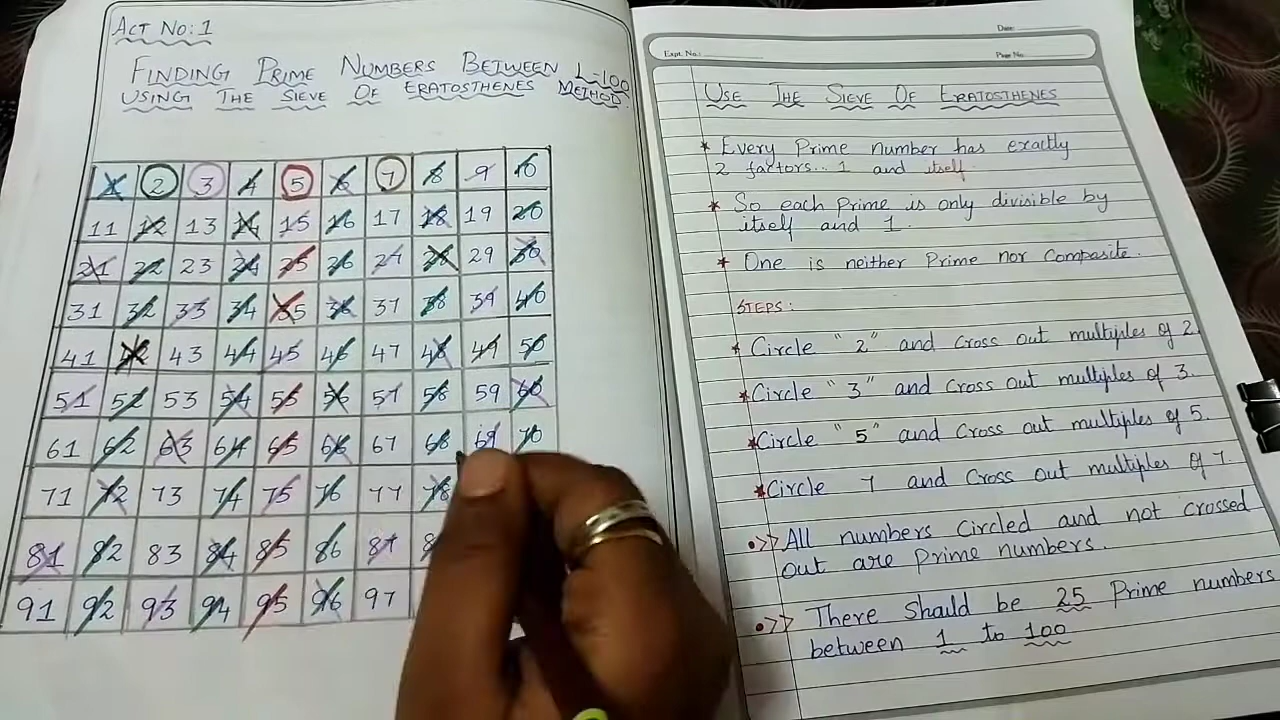 ACT NO: 1
FINDING PRIME NUMBERS BETWEEN 1-100
USING THE SIEVE OF ERATOSTHENES METHOD.
1 2 3 4 5 6 7 8 9 10
11 12 13 14 15 16 17 18 19 20
21 22 23 24 25 26 27 28 29 30
31 32 33 34 35 36 37 38 39 40
41 42 43 44 45 46 47 48 49 50
51 52 53 54 55 56 57 58 59 60
61 62 63 64 65 66 67 68 69 70
71 72 73 74 75 76 77 78
81 82 83 84 85 86 87
91 92 93 94 95 96 97
Date:
Expt. No.:
Page No.
USE THE SIEVE OF ERATOSTHENES
* Every Prime number has exactly
2 factors.. 1 and itself.
* So each Prime is only divisible by
itself and 1.
* One is neither Prime nor Composite.
STEPS:
* Circle "2" and Cross out multiples of 2.
* Circle "3" and Cross out multiples of 3.
* Circle "5" and Cross out multiples of 5.
* Circle 7 and Cross out multiples of 7.
•>> All numbers Circled and not crossed
out are Prime numbers.
•>> There should be 25 Prime numbers
between 1 to 100